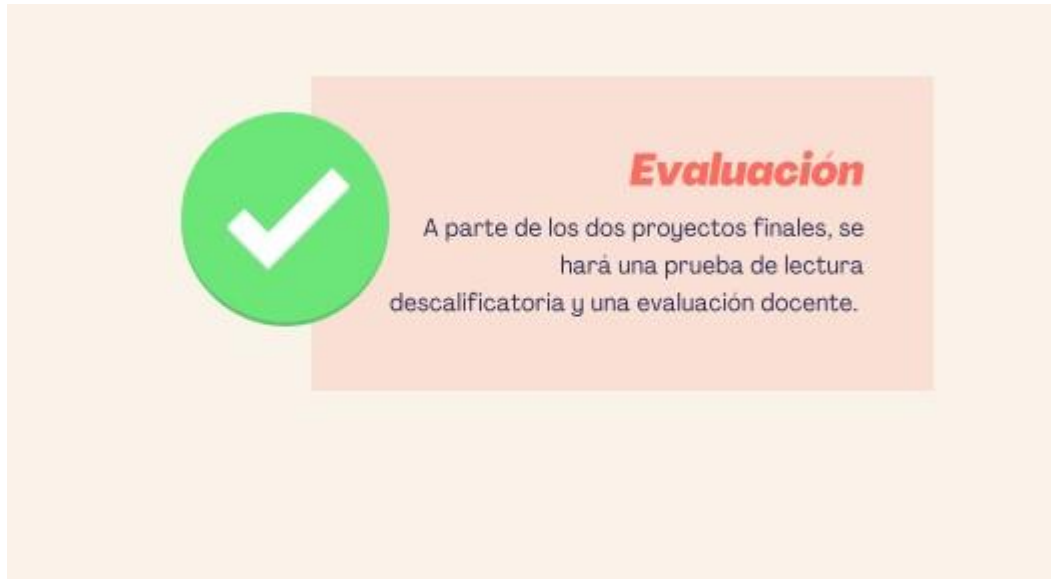 Evaluación
A parte de los dos proyectos finales, se
hará una prueba de lectura
descalificatoria y una evaluación docente.